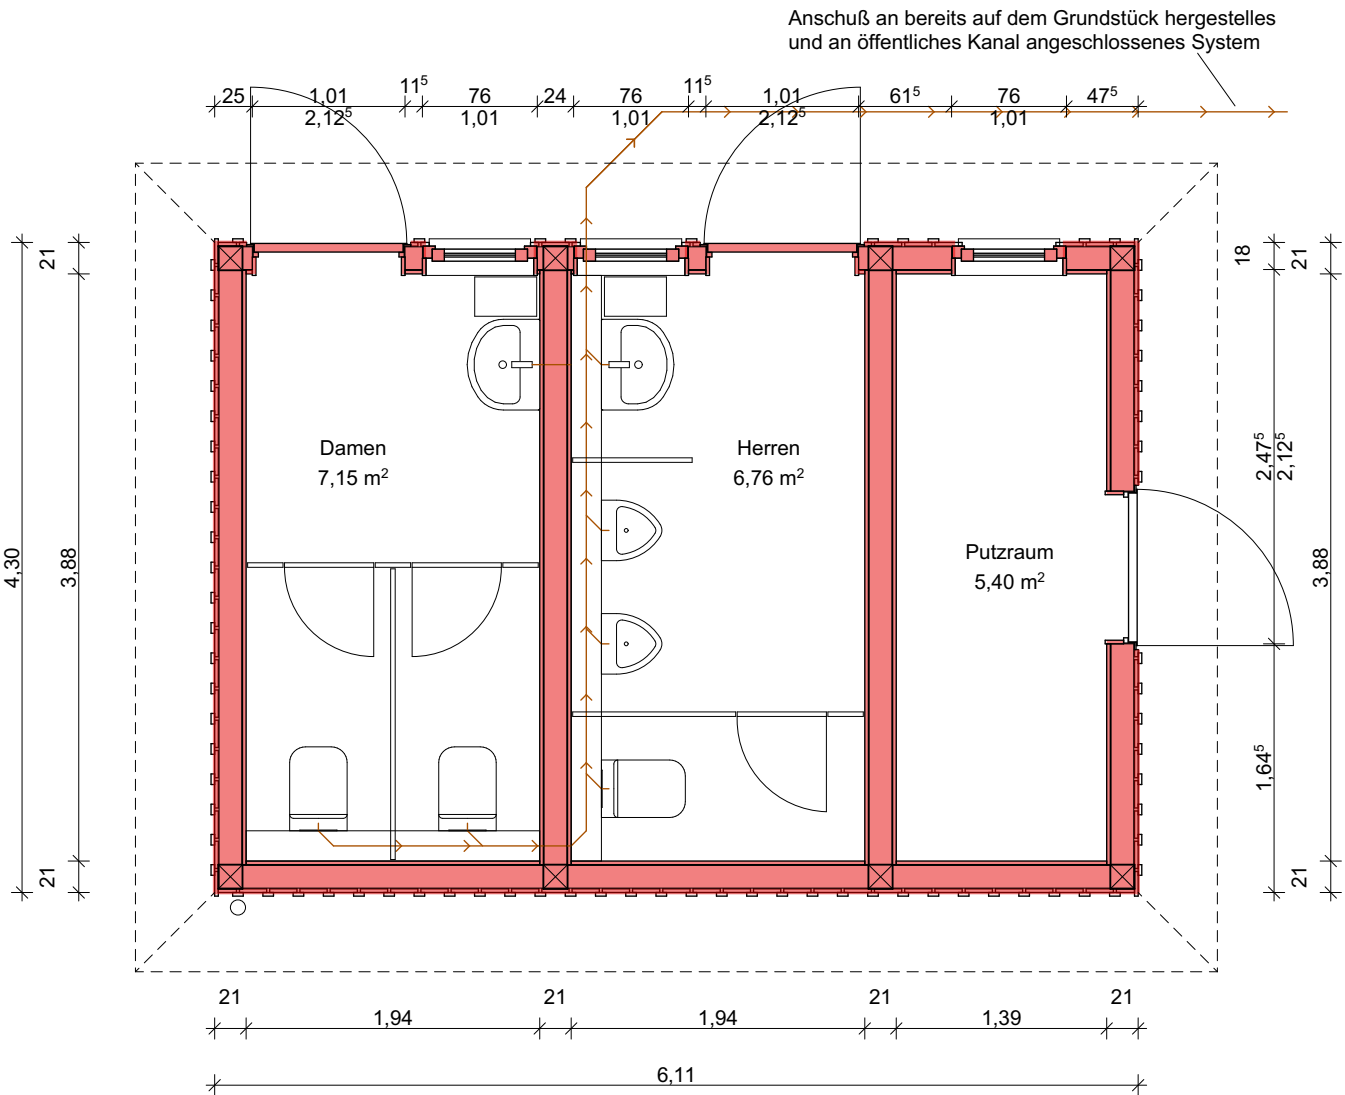 Anschuß an bereits auf dem Grundstück hergestelles
und an öffentliches Kanal angeschlossenes System
25 1,01 11⁵ 76 24 76 11⁵ 1,01 61⁵ 76 47⁵
2,12⁵ 1,01 1,01 2,12⁵ 1,01
21
21
18
21
Damen
7,15 m²
Herren
6,76 m²
2,47⁵
2,12⁵
Putzraum
5,40 m²
4,30
3,88
3,88
1,64⁵
21
21
21 21 21 21
1,94 1,94 1,39
6,11